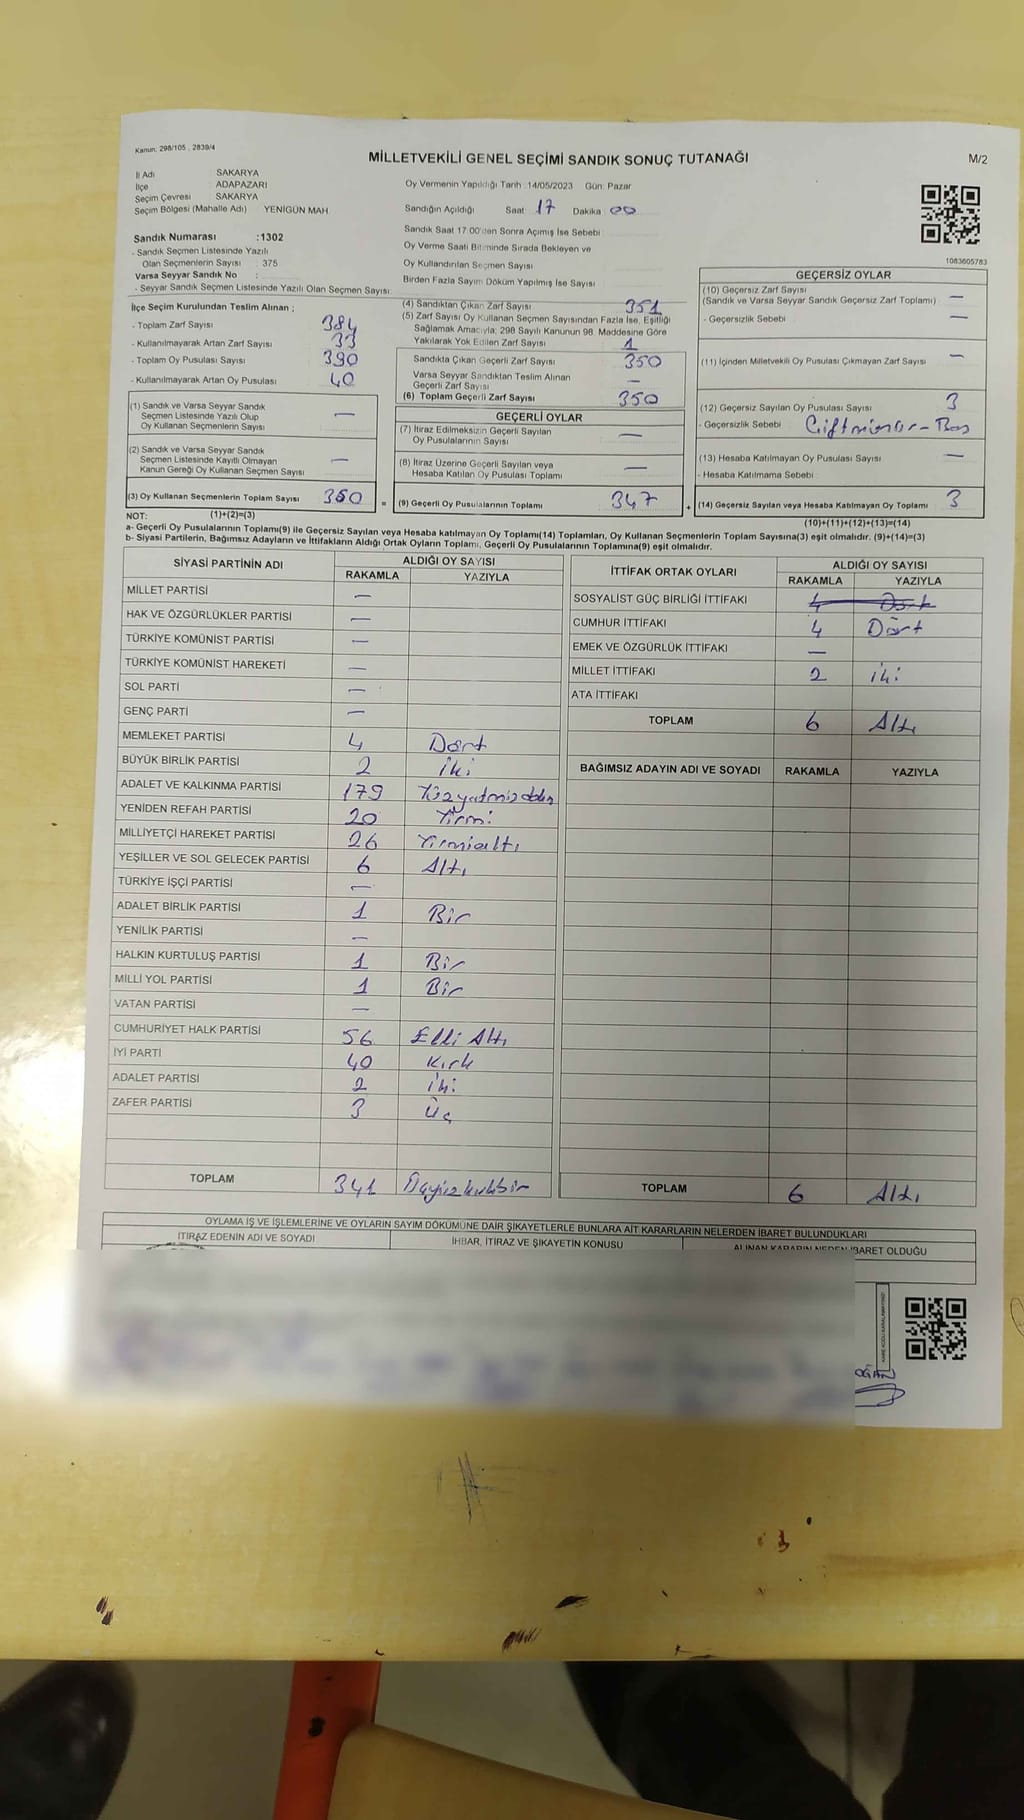 Kanun: 298/105 , 2839/4
MİLLETVEKİLİ GENEL SEÇİMİ SANDIK SONUÇ TUTANAĞI
M/2
İl Adı SAKARYA
İlçe ADAPAZARI
Seçim Çevresi SAKARYA
Seçim Bölgesi (Mahalle Adı) YENİGÜN MAH
Oy Vermenin Yapıldığı Tarih :14/05/2023 Gün: Pazar
Sandığın Açıldığı Saat 17 Dakika 00
Sandık Saat 17:00'den Sonra Açılmış İse Sebebi
Oy Verme Saati Bitiminde Sırada Bekleyen ve
Oy Kullandırılan Seçmen Sayısı
Birden Fazla Sayım Döküm Yapılmış İse Sayısı
1083605783
Sandık Numarası :1302
- Sandık Seçmen Listesinde Yazılı
Olan Seçmenlerin Sayısı : 375
Varsa Seyyar Sandık No :
- Seyyar Sandık Seçmen Listesinde Yazılı Olan Seçmen Sayısı:
İlçe Seçim Kurulundan Teslim Alınan ;
- Toplam Zarf Sayısı 384
- Kullanılmayarak Artan Zarf Sayısı 33
- Toplam Oy Pusulası Sayısı 390
- Kullanılmayarak Artan Oy Pusulası 40
(1) Sandık ve Varsa Seyyar Sandık
Seçmen Listesinde Yazılı Olup
Oy Kullanan Seçmenlerin Sayısı —
(2) Sandık ve Varsa Seyyar Sandık
Seçmen Listesinde Kayıtlı Olmayan
Kanun Gereği Oy Kullanan Seçmen Sayısı —
(3) Oy Kullanan Seçmenlerin Toplam Sayısı 350 =
(4) Sandıktan Çıkan Zarf Sayısı 351
(5) Zarf Sayısı Oy Kullanan Seçmen Sayısından Fazla İse, Eşitliği
Sağlamak Amacıyla; 298 Sayılı Kanunun 98. Maddesine Göre
Yakılarak Yok Edilen Zarf Sayısı 1
Sandıkta Çıkan Geçerli Zarf Sayısı 350
Varsa Seyyar Sandıktan Teslim Alınan
Geçerli Zarf Sayısı —
(6) Toplam Geçerli Zarf Sayısı 350
GEÇERLİ OYLAR
(7) İtiraz Edilmeksizin Geçerli Sayılan
Oy Pusulalarının Sayısı —
(8) İtiraz Üzerine Geçerli Sayılan veya
Hesaba Katılan Oy Pusulası Toplamı —
(9) Geçerli Oy Pusulalarının Toplamı 347 +
GEÇERSİZ OYLAR
(10) Geçersiz Zarf Sayısı
(Sandık ve Varsa Seyyar Sandık Geçersiz Zarf Toplamı) —
- Geçersizlik Sebebi —
(11) İçinden Milletvekili Oy Pusulası Çıkmayan Zarf Sayısı —
(12) Geçersiz Sayılan Oy Pusulası Sayısı 3
- Geçersizlik Sebebi
(13) Hesaba Katılmayan Oy Pusulası Sayısı —
- Hesaba Katılmama Sebebi
(14) Geçersiz Sayılan veya Hesaba Katılmayan Oy Toplamı 3
NOT: (1)+(2)=(3)
(10)+(11)+(12)+(13)=(14)
a- Geçerli Oy Pusulalarının Toplamı(9) ile Geçersiz Sayılan veya Hesaba katılmayan Oy Toplamı(14) Toplamları, Oy Kullanan Seçmenlerin Toplam Sayısına(3) eşit olmalıdır. (9)+(14)=(3)
b- Siyasi Partilerin, Bağımsız Adayların ve İttifakların Aldığı Ortak Oyların Toplamı, Geçerli Oy Pusulalarının Toplamına(9) eşit olmalıdır.
SİYASİ PARTİNİN ADI ALDIĞI OY SAYISI
RAKAMLA YAZIYLA
MİLLET PARTİSİ —
HAK VE ÖZGÜRLÜKLER PARTİSİ —
TÜRKİYE KOMÜNİST PARTİSİ —
TÜRKİYE KOMÜNİST HAREKETİ —
SOL PARTİ —
GENÇ PARTİ —
MEMLEKET PARTİSİ 4 Dört
BÜYÜK BİRLİK PARTİSİ 2 iki
ADALET VE KALKINMA PARTİSİ 179 Yüzyetmişdokuz
YENİDEN REFAH PARTİSİ 20 Yirmi
MİLLİYETÇİ HAREKET PARTİSİ 26 Yirmialtı
YEŞİLLER VE SOL GELECEK PARTİSİ 6 Altı
TÜRKİYE İŞÇİ PARTİSİ —
ADALET BİRLİK PARTİSİ 1 Bir
YENİLİK PARTİSİ —
HALKIN KURTULUŞ PARTİSİ 1 Bir
MİLLİ YOL PARTİSİ 1 Bir
VATAN PARTİSİ —
CUMHURİYET HALK PARTİSİ 56 Elli Altı
İYİ PARTİ 40 Kırk
ADALET PARTİSİ 2 iki
ZAFER PARTİSİ 3 Üç
TOPLAM 341 Üçyüzkırkbir
İTTİFAK ORTAK OYLARI ALDIĞI OY SAYISI
RAKAMLA YAZIYLA
SOSYALİST GÜÇ BİRLİĞİ İTTİFAKI 4 Dört
CUMHUR İTTİFAKI 4 Dört
EMEK VE ÖZGÜRLÜK İTTİFAKI —
MİLLET İTTİFAKI 2 iki
ATA İTTİFAKI
TOPLAM 6 Altı
BAĞIMSIZ ADAYIN ADI VE SOYADI RAKAMLA YAZIYLA
TOPLAM 6 Altı
OYLAMA İŞ VE İŞLEMLERİNE VE OYLARIN SAYIM DÖKÜMÜNE DAİR ŞİKAYETLERLE BUNLARA AİT KARARLARIN NELERDEN İBARET BULUNDUKLARI
İTİRAZ EDENİN ADI VE SOYADI İHBAR, İTİRAZ VE ŞİKAYETİN KONUSU ALINAN KARARIN NEDEN İBARET OLDUĞU